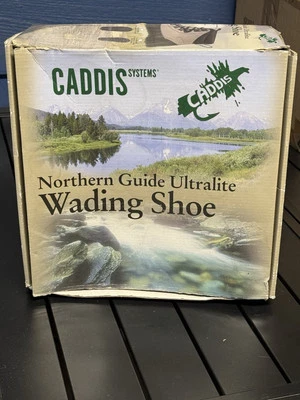 CADDIS SYSTEMS
CADDIS
Northern Guide Ultralite
Wading Shoe